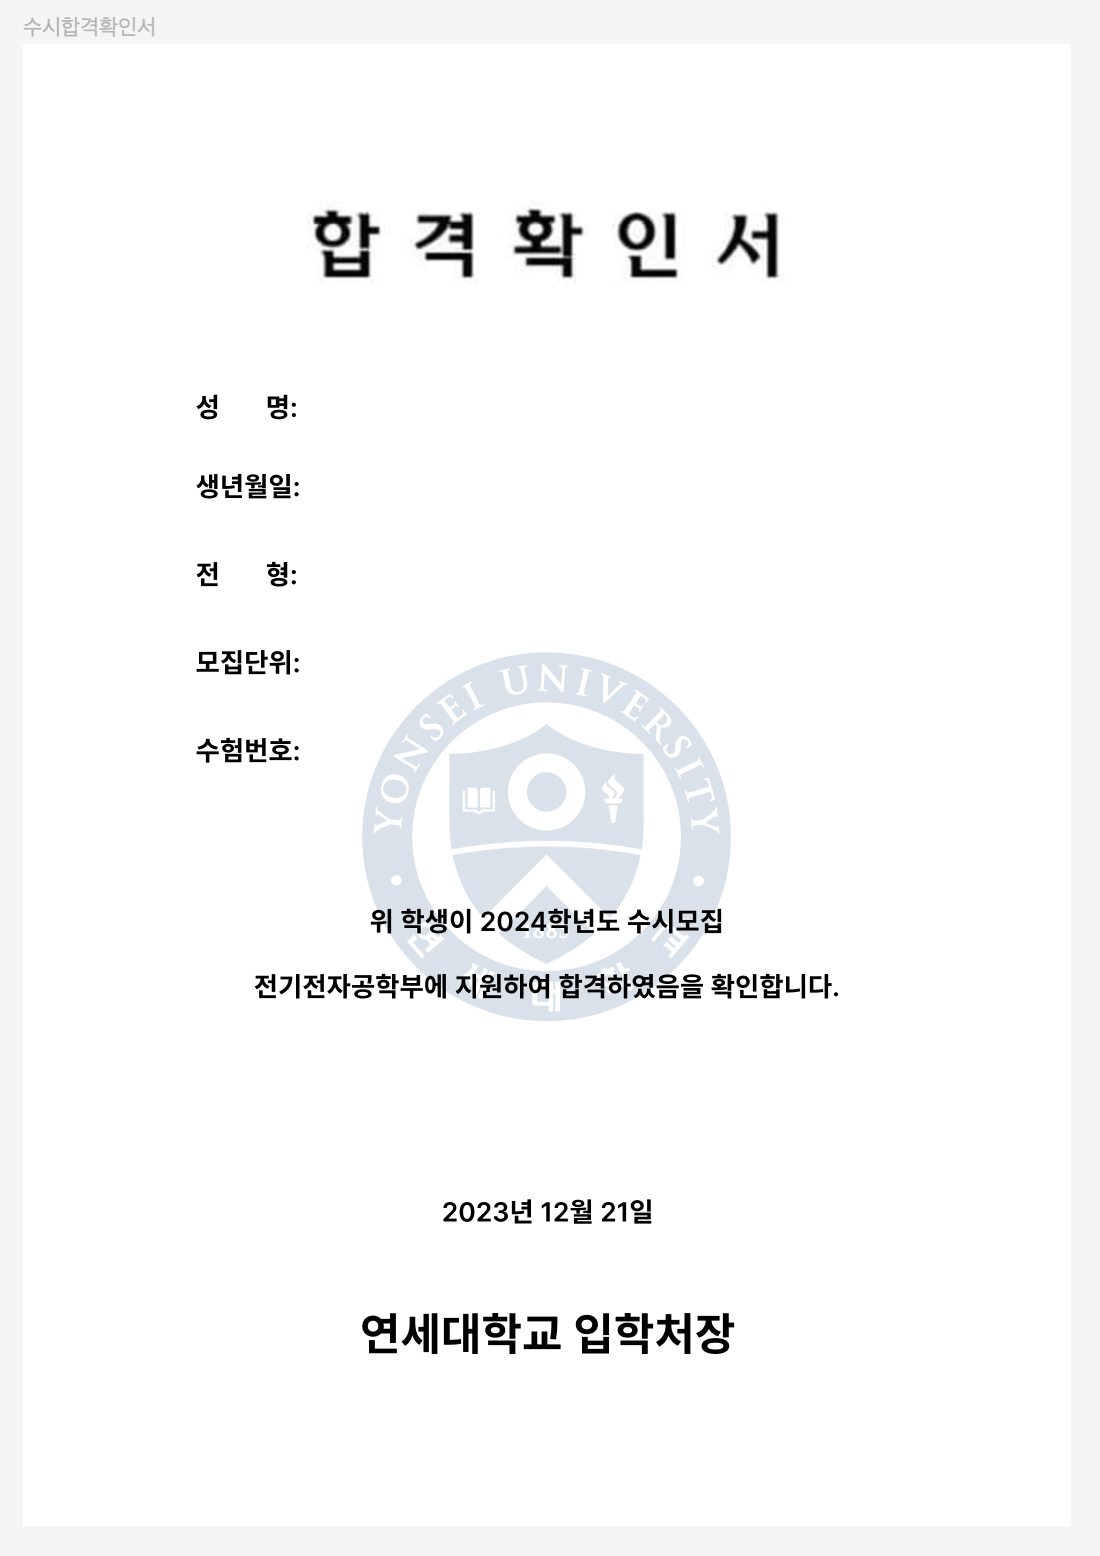 수시합격확인서
합 격 확 인 서
성 명:
생년월일:
전 형:
모집단위:
수험번호:
YONSEI UNIVERSITY
위 학생이 2024학년도 수시모집
전기전자공학부에 지원하여 합격하였음을 확인합니다.
2023년 12월 21일
연세대학교 입학처장